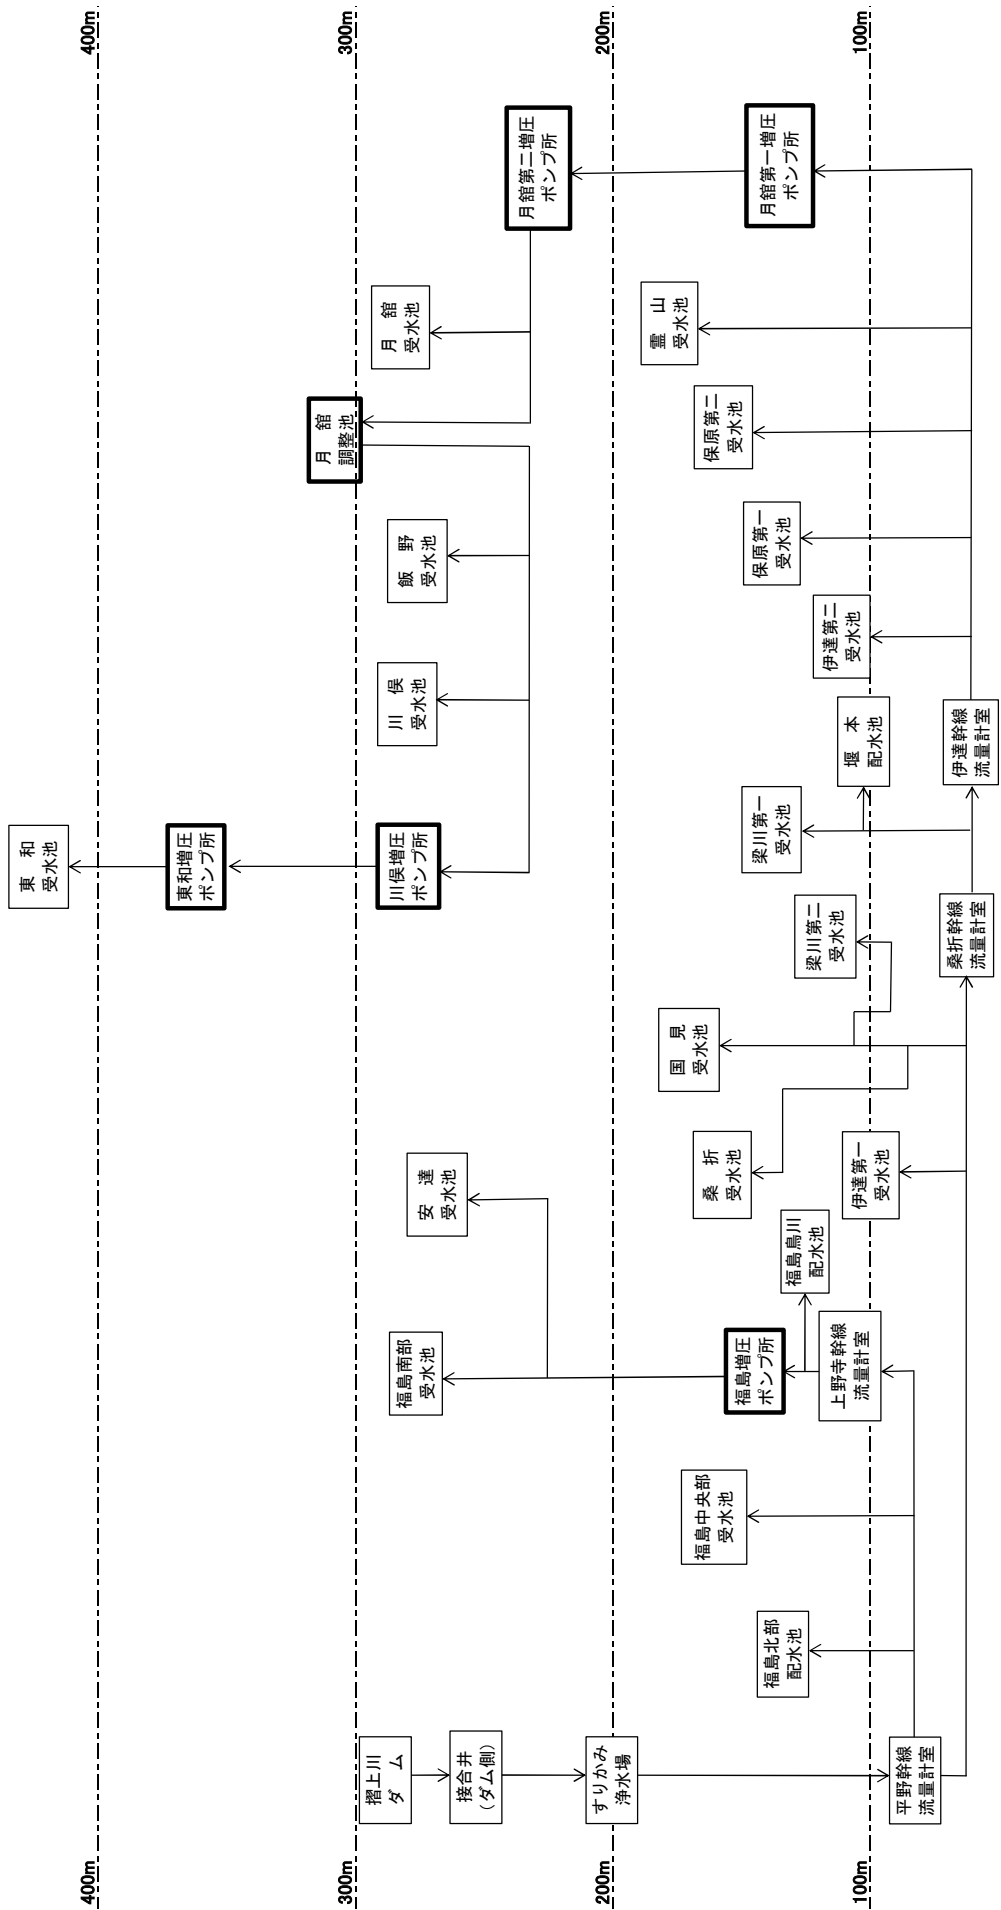 400m
300m
200m
100m
摺上川
ダム
接合井
(ダム側)
すりかみ
浄水場
平野幹線
流量計室
福島北部
配水池
福島中央部
受水池
福島南部
受水池
福島増圧
ポンプ所
上野寺幹線
流量計室
福島鳥川
配水池
安達
受水池
伊達第一
受水池
桑折
受水池
国見
受水池
梁川第二
受水池
桑折幹線
流量計室
東和
受水池
東和増圧
ポンプ所
川俣増圧
ポンプ所
梁川第一
受水池
堰本
配水池
伊達幹線
流量計室
川俣
受水池
伊達第二
受水池
飯野
受水池
保原第一
受水池
月舘
調整池
保原第二
受水池
月舘
受水池
霊山
受水池
月舘第二増圧
ポンプ所
月舘第一増圧
ポンプ所
400m
300m
200m
100m